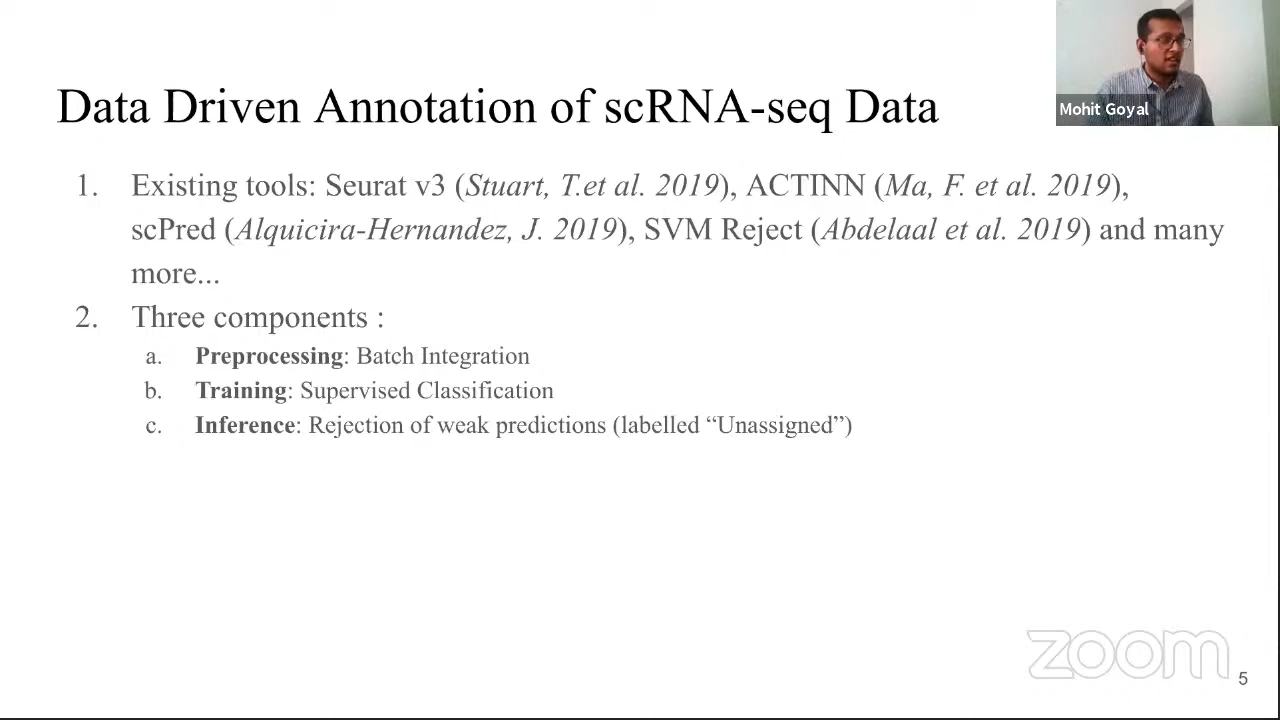 Data Driven Annotation of scRNA-seq Data
Mohit Goyal
1. Existing tools: Seurat v3 (Stuart, T.et al. 2019), ACTINN (Ma, F. et al. 2019),
scPred (Alquicira-Hernandez, J. 2019), SVM Reject (Abdelaal et al. 2019) and many
more...
2. Three components :
a. Preprocessing: Batch Integration
b. Training: Supervised Classification
c. Inference: Rejection of weak predictions (labelled “Unassigned”)
zoom
5